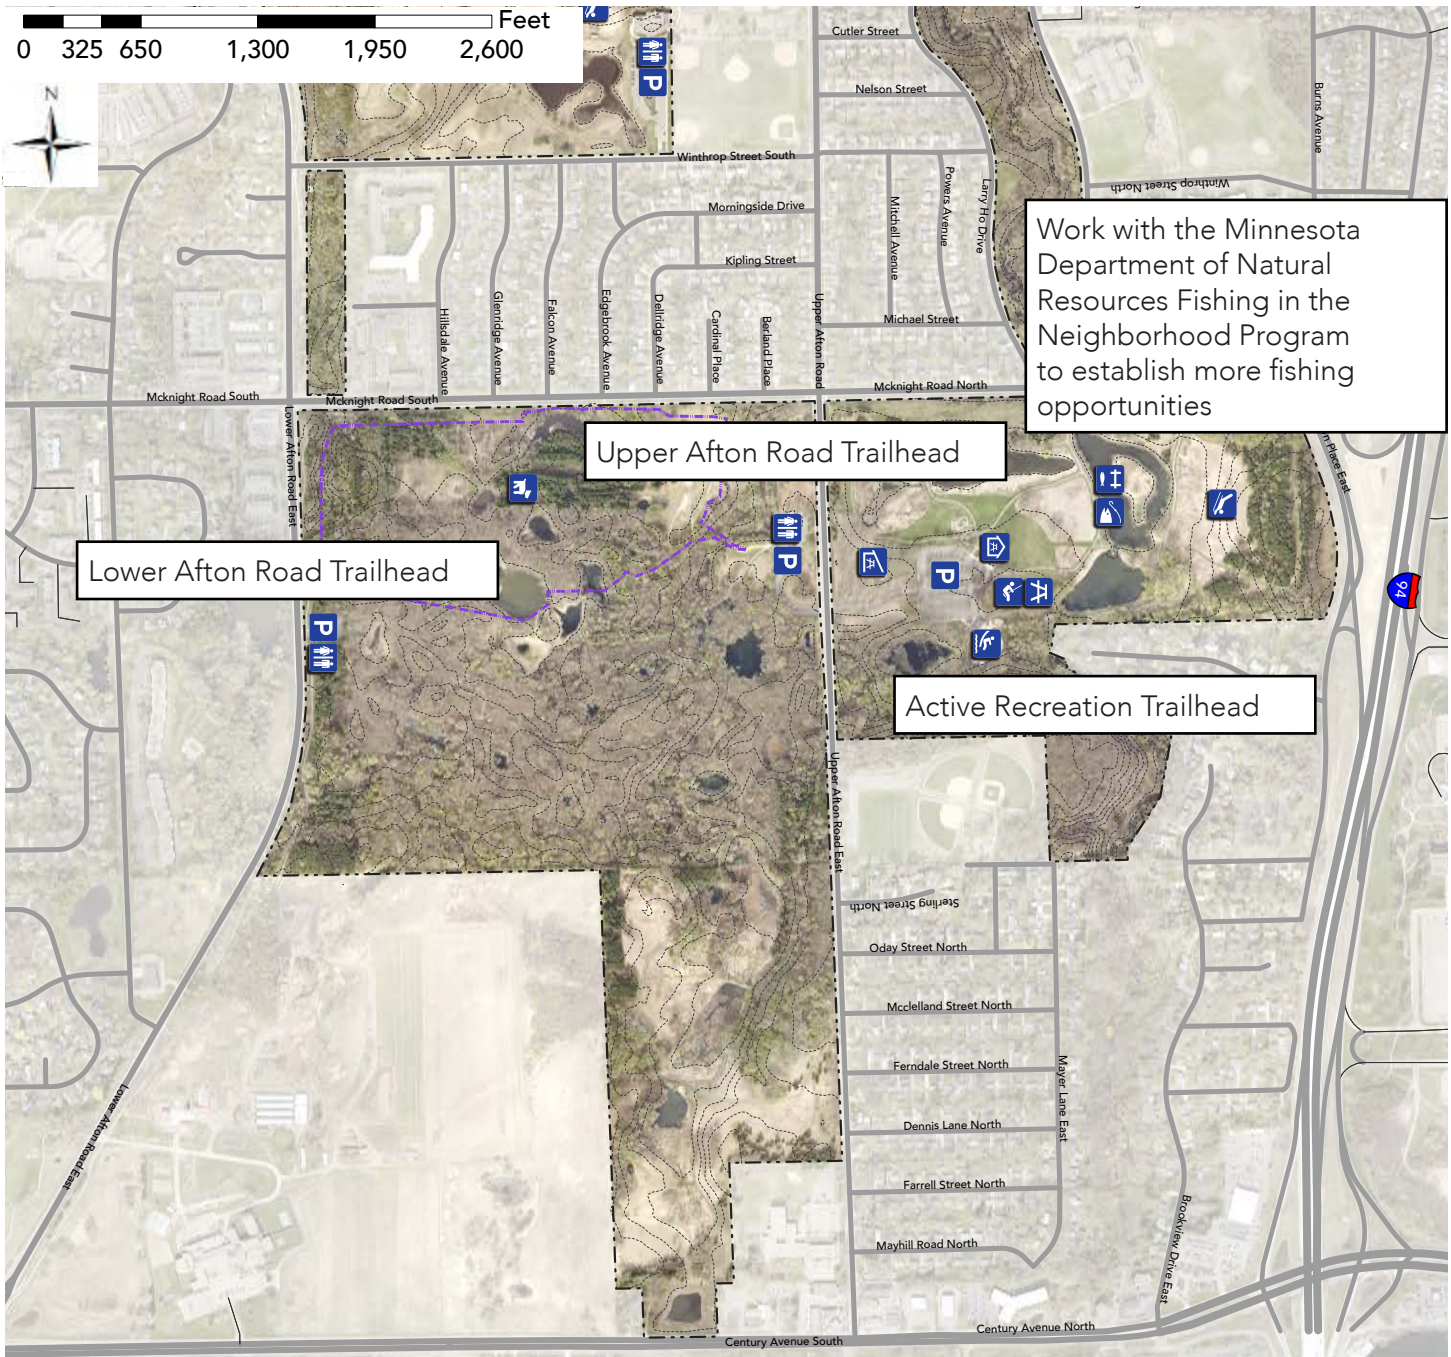 Feet
0 325 650 1,300 1,950 2,600
N
P
Cutler Street
Nelson Street
Burns Avenue
Winthrop Street South
Winthrop Street North
Powers Avenue
Larry Ho Drive
Mitchell Avenue
Morningside Drive
Kipling Street
Michael Street
Work with the Minnesota
Department of Natural
Resources Fishing in the
Neighborhood Program
to establish more fishing
opportunities
Hillsdale Avenue
Glenridge Avenue
Falcon Avenue
Edgebrook Avenue
Dellridge Avenue
Cardinal Place
Berland Place
Upper Afton Road
Mcknight Road South
Mcknight Road South
Mcknight Road North
Lower Afton Road East
Upper Afton Road Trailhead
n Place East
P
P
94
Lower Afton Road Trailhead
P
Active Recreation Trailhead
Upper Afton Road East
Sterling Street North
Oday Street North
Mcclelland Street North
Ferndale Street North
Mayer Lane East
Dennis Lane North
Farrell Street North
Mayhill Road North
Lower Afton Road East
Brookview Drive East
Century Avenue South
Century Avenue North